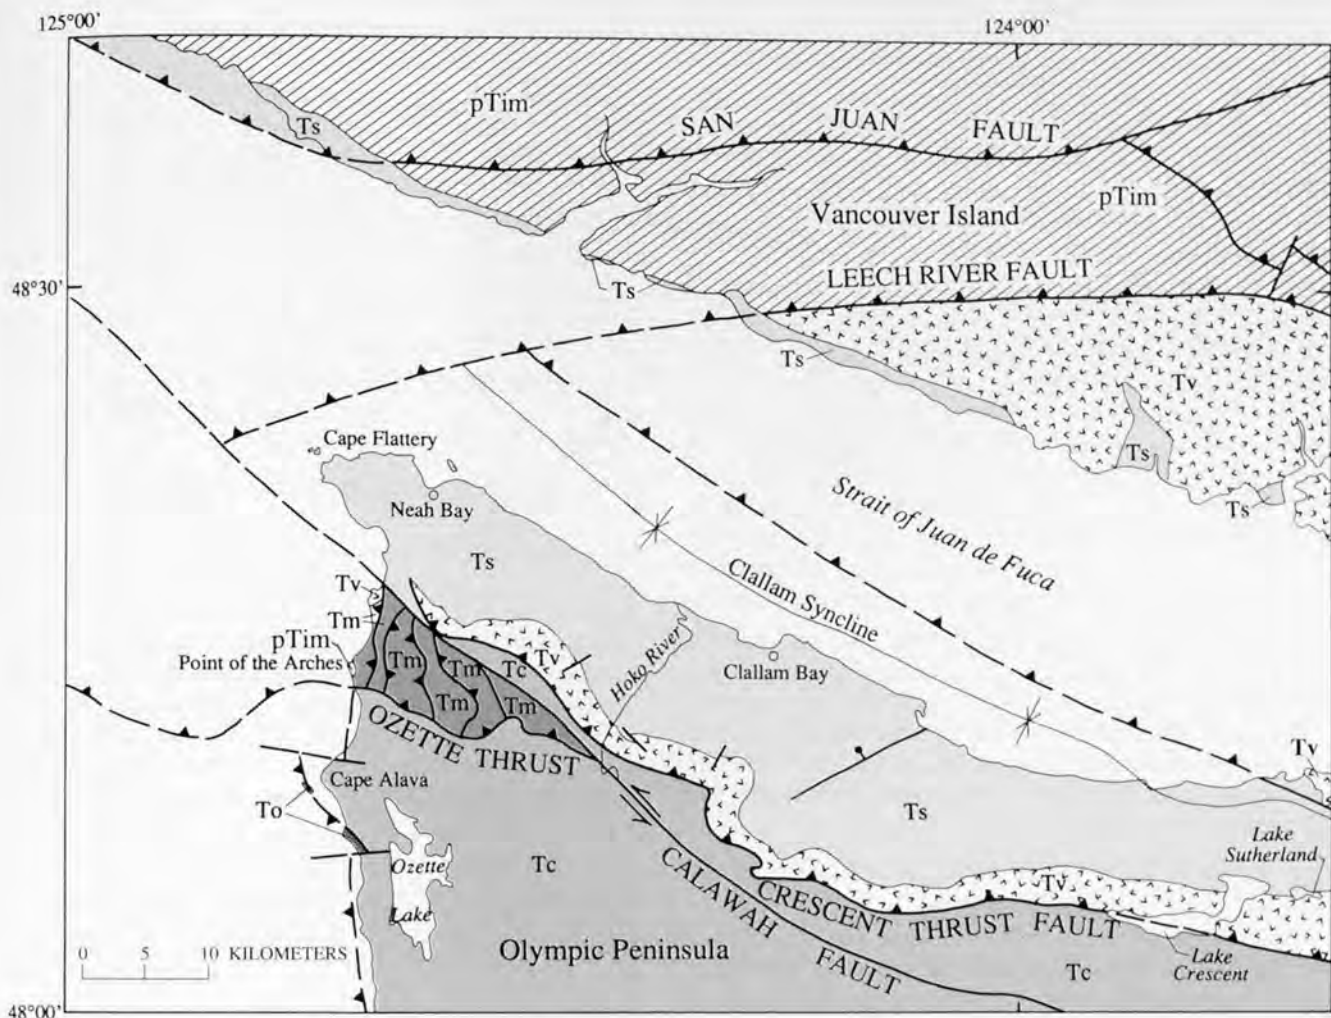 125°00'
124°00'
pTim
SAN JUAN FAULT
Ts
pTim
Vancouver Island
LEECH RIVER FAULT
48°30'
Ts
Ts
Tv
Cape Flattery
Ts
Neah Bay
Strait of Juan de Fuca
Ts
Ts
Clallam Syncline
Tv
Tm
pTim
Point of the Arches
Tm
Tm
Tc
Tv
Hoko River
Clallam Bay
Tm
Tm
OZETTE THRUST
Tv
Cape Alava
To
Ts
Lake
Sutherland
Ozette
Lake
Tc
Tv
CALAWAH FAULT
CRESCENT THRUST FAULT
0 5 10 KILOMETERS
Olympic Peninsula
Lake
Crescent
Tc
48°00'